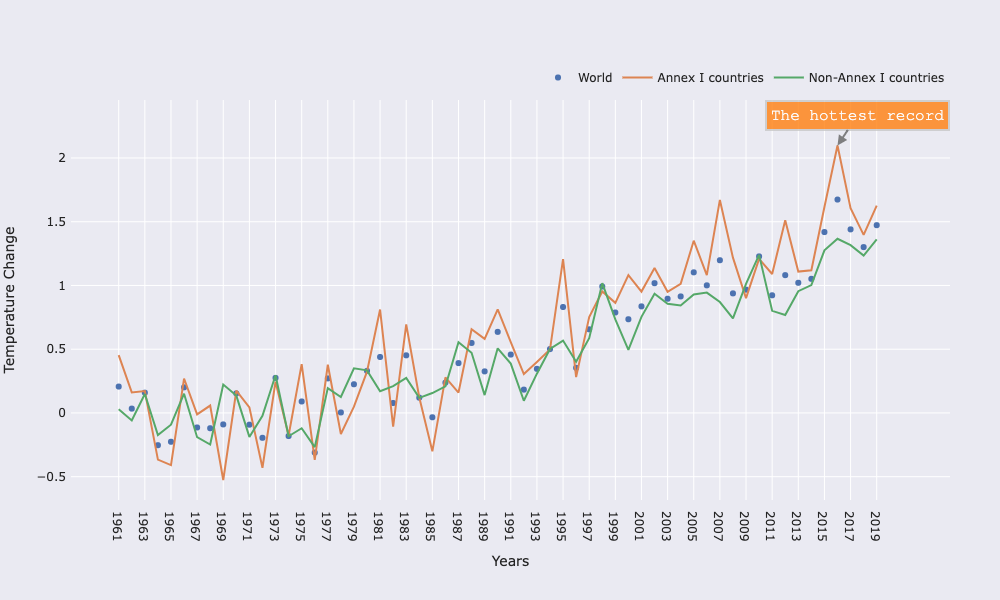 World Annex I countries Non-Annex I countries
The hottest record
Temperature Change
2
1.5
1
0.5
0
−0.5
1961 1963 1965 1967 1969 1971 1973 1975 1977 1979 1981 1983 1985 1987 1989 1991 1993 1995 1997 1999 2001 2003 2005 2007 2009 2011 2013 2015 2017 2019
Years